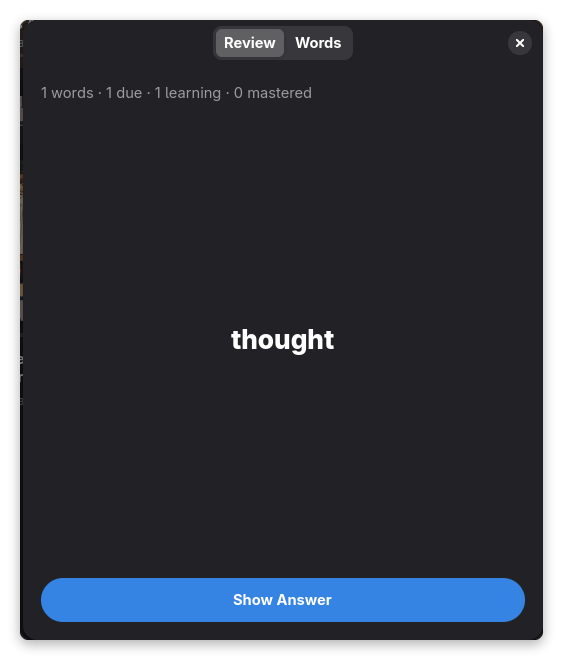 Review Words
1 words · 1 due · 1 learning · 0 mastered
thought
Show Answer